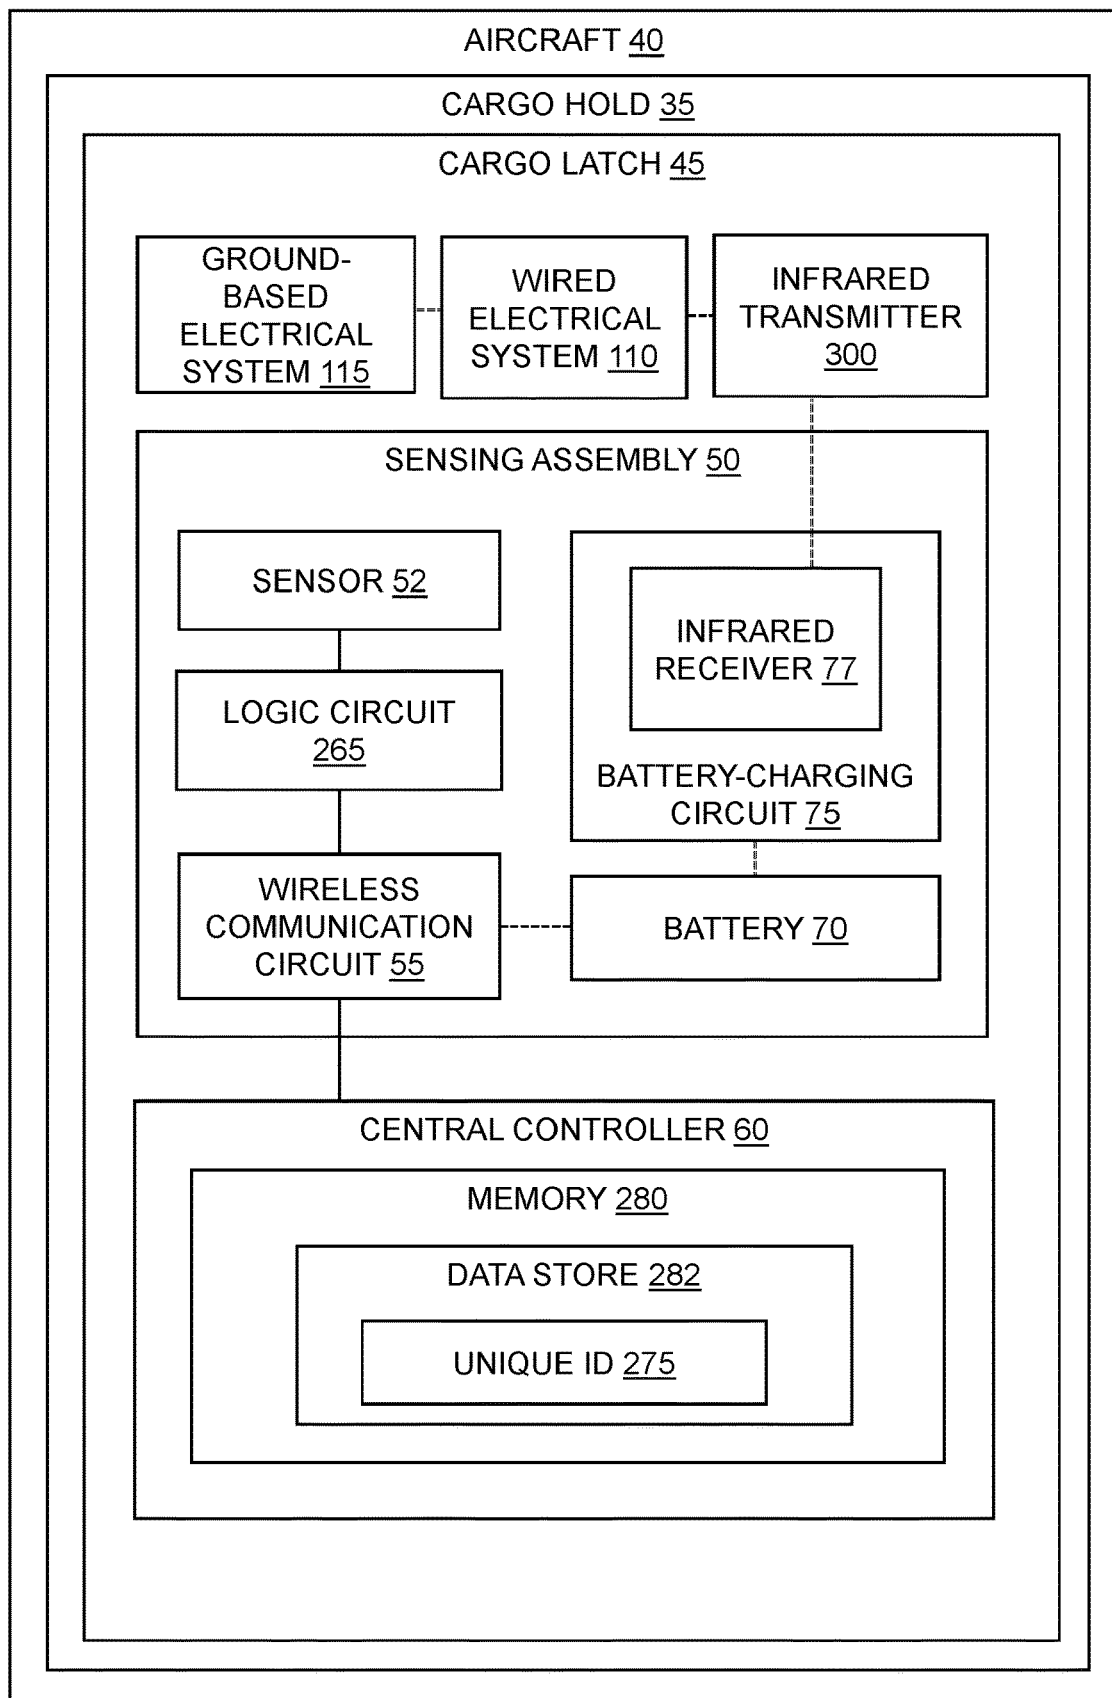 AIRCRAFT 40
CARGO HOLD 35
CARGO LATCH 45
GROUND-
BASED
ELECTRICAL
SYSTEM 115
WIRED
ELECTRICAL
SYSTEM 110
INFRARED
TRANSMITTER
300
SENSING ASSEMBLY 50
SENSOR 52
LOGIC CIRCUIT
265
WIRELESS
COMMUNICATION
CIRCUIT 55
INFRARED
RECEIVER 77
BATTERY-CHARGING
CIRCUIT 75
BATTERY 70
CENTRAL CONTROLLER 60
MEMORY 280
DATA STORE 282
UNIQUE ID 275